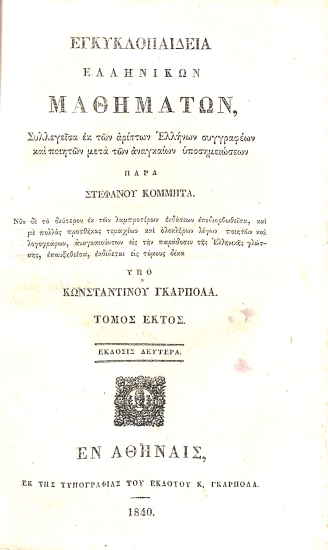 ΕΓΚΥΚΛΟΠΑΙΔΕΙΑ
ΕΛΛΗΝΙΚΩΝ
ΜΑΘΗΜΑΤΩΝ,
Συλλεγεῖσα ἐκ τῶν ἀρίστων Ἑλλήνων συγγραφέων
καὶ ποιητῶν μετὰ τῶν ἀναγκαίων ὑποσημειώσεων
ΠΑΡΑ
ΣΤΕΦΑΝΟΥ ΚΟΜΜΗΤΑ.
Νῦν δὲ τὸ δεύτερον ἐκ τῶν λαμπροτέρων ἐκδόσεων ἐπιδιορθωθεῖσα, καὶ
μὲ πολλὰς προσθήκας τεμαχίων καὶ ὁλοκλήρων λόγων ποιητῶν καὶ
λογογράφων, ἀναγκαιούντων εἰς τὴν παράδοσιν τῆς Ἑλληνικῆς γλώσ-
σης, ἐπαυξηθεῖσα, ἐκδίδεται εἰς τόμους δέκα
ΥΠΟ
ΚΩΝΣΤΑΝΤΙΝΟΥ ΓΚΑΡΠΟΛΑ.
ΤΟΜΟΣ ΕΚΤΟΣ.
ΕΚΔΟΣΙΣ ΔΕΥΤΕΡΑ.
ΕΝ ΑΘΗΝΑΙΣ,
ΕΚ ΤΗΣ ΤΥΠΟΓΡΑΦΙΑΣ ΤΟΥ ΕΚΔΟΤΟΥ Κ, ΓΚΑΡΠΟΛΑ.
1840.